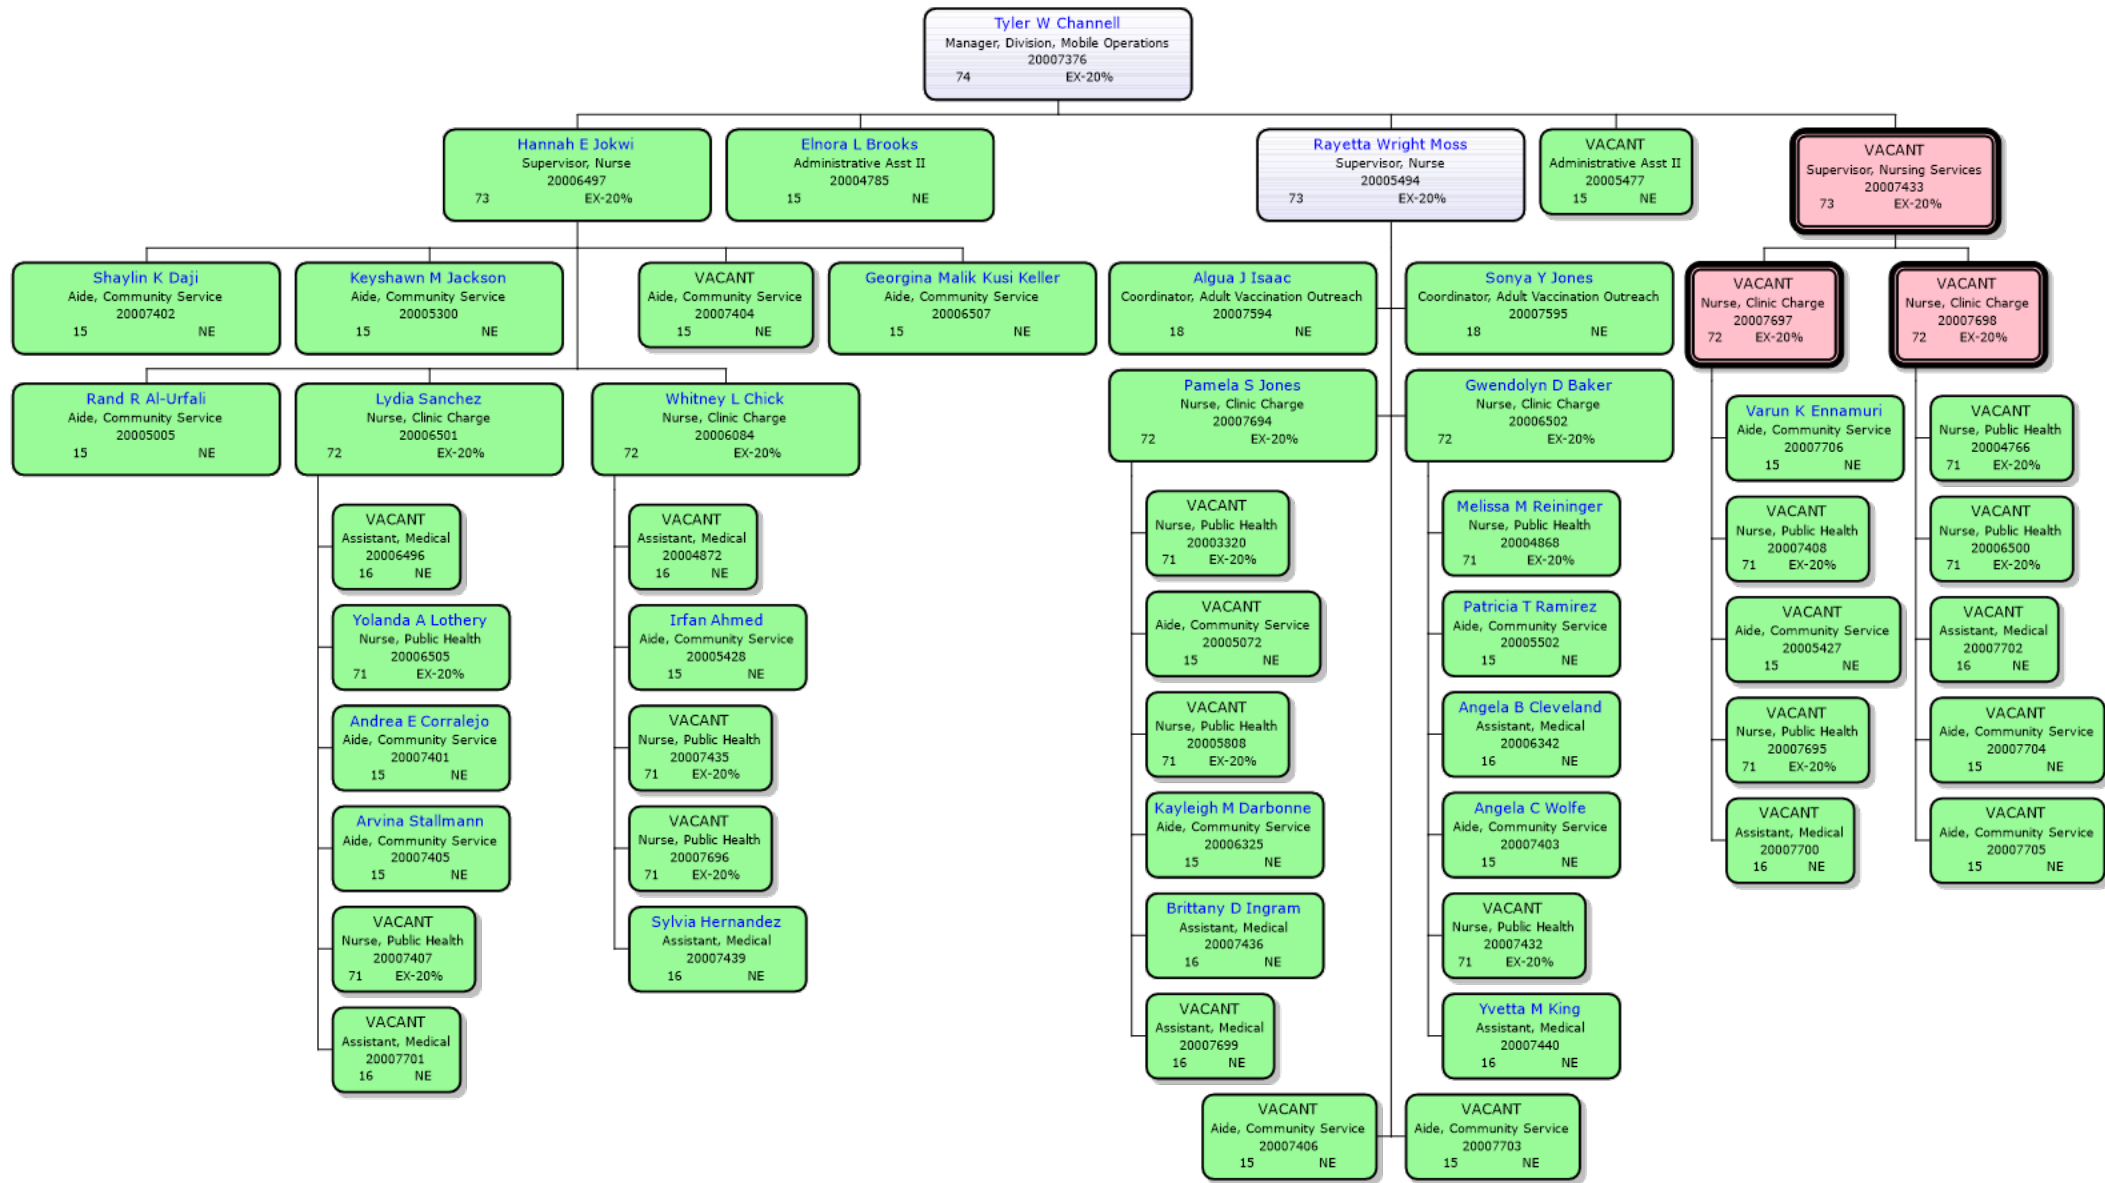 Tyler W Channell
Manager, Division, Mobile Operations
20007376
74 EX-20%
Hannah E Jokwi
Supervisor, Nurse
20006497
73 EX-20%
Elnora L Brooks
Administrative Asst II
20004785
15 NE
Rayetta Wright Moss
Supervisor, Nurse
20005494
73 EX-20%
VACANT
Administrative Asst II
20005477
15 NE
VACANT
Supervisor, Nursing Services
20007433
73 EX-20%
Shaylin K Daji
Aide, Community Service
20007402
15 NE
Keyshawn M Jackson
Aide, Community Service
20005300
15 NE
VACANT
Aide, Community Service
20007404
15 NE
Georgina Malik Kusi Keller
Aide, Community Service
20006507
15 NE
Rand R Al-Urfali
Aide, Community Service
20005005
15 NE
Lydia Sanchez
Nurse, Clinic Charge
20006501
72 EX-20%
Whitney L Chick
Nurse, Clinic Charge
20006084
72 EX-20%
VACANT
Assistant, Medical
20006496
16 NE
Yolanda A Lothery
Nurse, Public Health
20006505
71 EX-20%
Andrea E Corralejo
Aide, Community Service
20007401
15 NE
Arvina Stallmann
Aide, Community Service
20007405
15 NE
VACANT
Nurse, Public Health
20007407
71 EX-20%
VACANT
Assistant, Medical
20007701
16 NE
VACANT
Assistant, Medical
20004872
16 NE
Irfan Ahmed
Aide, Community Service
20005428
15 NE
VACANT
Nurse, Public Health
20007435
71 EX-20%
VACANT
Nurse, Public Health
20007696
71 EX-20%
Sylvia Hernandez
Assistant, Medical
20007439
16 NE
Algua J Isaac
Coordinator, Adult Vaccination Outreach
20007594
18 NE
Sonya Y Jones
Coordinator, Adult Vaccination Outreach
20007595
18 NE
Pamela S Jones
Nurse, Clinic Charge
20007694
72 EX-20%
Gwendolyn D Baker
Nurse, Clinic Charge
20006502
72 EX-20%
VACANT
Nurse, Public Health
20003320
71 EX-20%
VACANT
Aide, Community Service
20005072
15 NE
VACANT
Nurse, Public Health
20005808
71 EX-20%
Kayleigh M Darbonne
Aide, Community Service
20006325
15 NE
Brittany D Ingram
Assistant, Medical
20007436
16 NE
VACANT
Assistant, Medical
20007699
16 NE
Melissa M Reininger
Nurse, Public Health
20004868
71 EX-20%
Patricia T Ramirez
Aide, Community Service
20005502
15 NE
Angela B Cleveland
Assistant, Medical
20006342
16 NE
Angela C Wolfe
Aide, Community Service
20007403
15 NE
VACANT
Nurse, Public Health
20007432
71 EX-20%
Yvetta M King
Assistant, Medical
20007440
16 NE
VACANT
Aide, Community Service
20007406
15 NE
VACANT
Aide, Community Service
20007703
15 NE
VACANT
Nurse, Clinic Charge
20007697
72 EX-20%
VACANT
Nurse, Clinic Charge
20007698
72 EX-20%
Varun K Ennamuri
Aide, Community Service
20007706
15 NE
VACANT
Nurse, Public Health
20007408
71 EX-20%
VACANT
Aide, Community Service
20005427
15 NE
VACANT
Nurse, Public Health
20007695
71 EX-20%
VACANT
Assistant, Medical
20007700
16 NE
VACANT
Nurse, Public Health
20004766
71 EX-20%
VACANT
Nurse, Public Health
20006500
71 EX-20%
VACANT
Assistant, Medical
20007702
16 NE
VACANT
Aide, Community Service
20007704
15 NE
VACANT
Aide, Community Service
20007705
15 NE